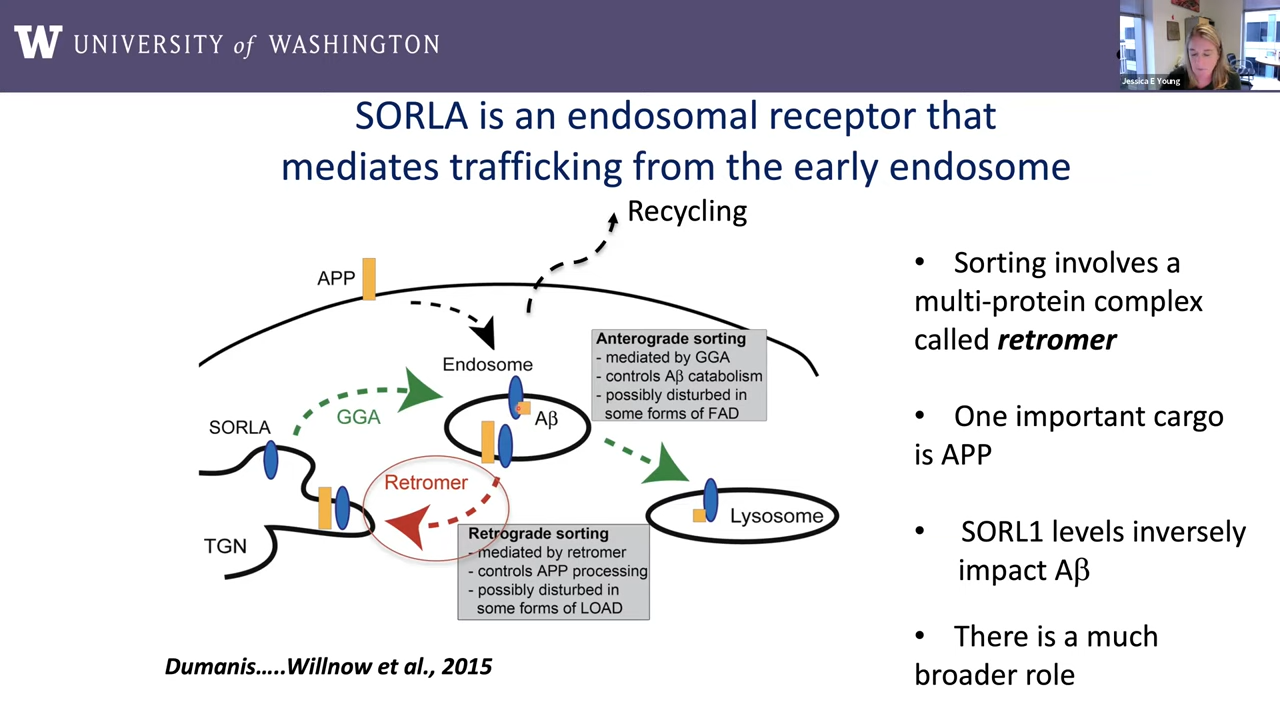 W UNIVERSITY of WASHINGTON
Jessica E Young
SORLA is an endosomal receptor that
mediates trafficking from the early endosome
Recycling
APP
Endosome
Anterograde sorting
- mediated by GGA
- controls Aβ catabolism
- possibly disturbed in
some forms of FAD
GGA
Aβ
SORLA
Retromer
Lysosome
TGN
Retrograde sorting
- mediated by retromer
- controls APP processing
- possibly disturbed in
some forms of LOAD
Dumanis…..Willnow et al., 2015
• Sorting involves a
multi-protein complex
called retromer
• One important cargo
is APP
• SORL1 levels inversely
impact Aβ
• There is a much
broader role